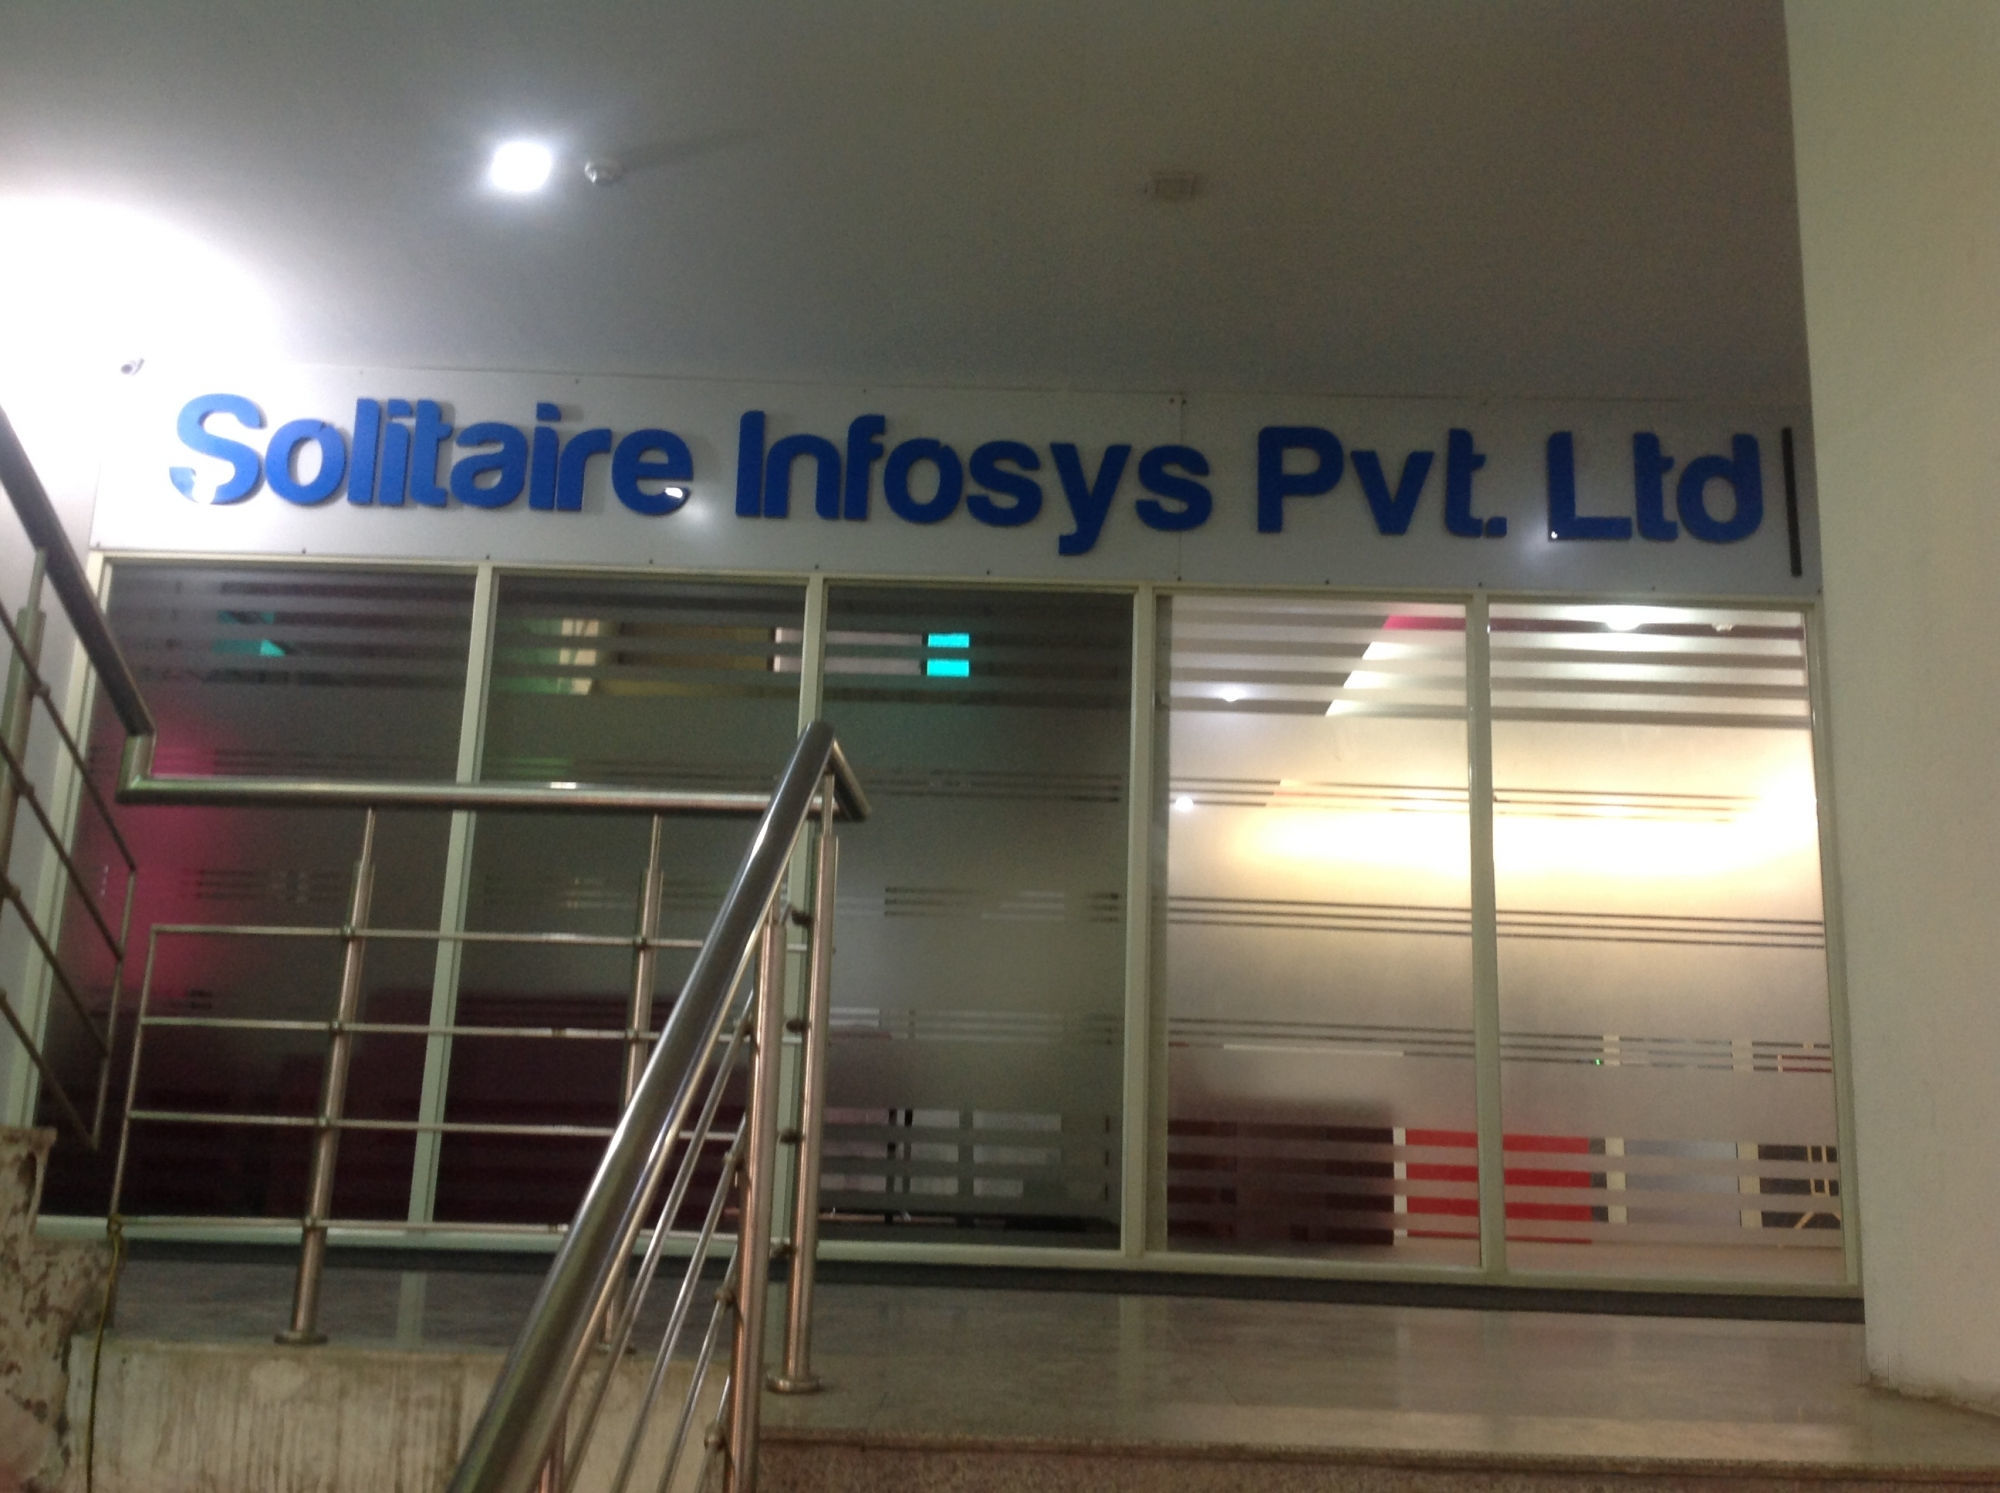 Solitaire Infosys Pvt. Ltd